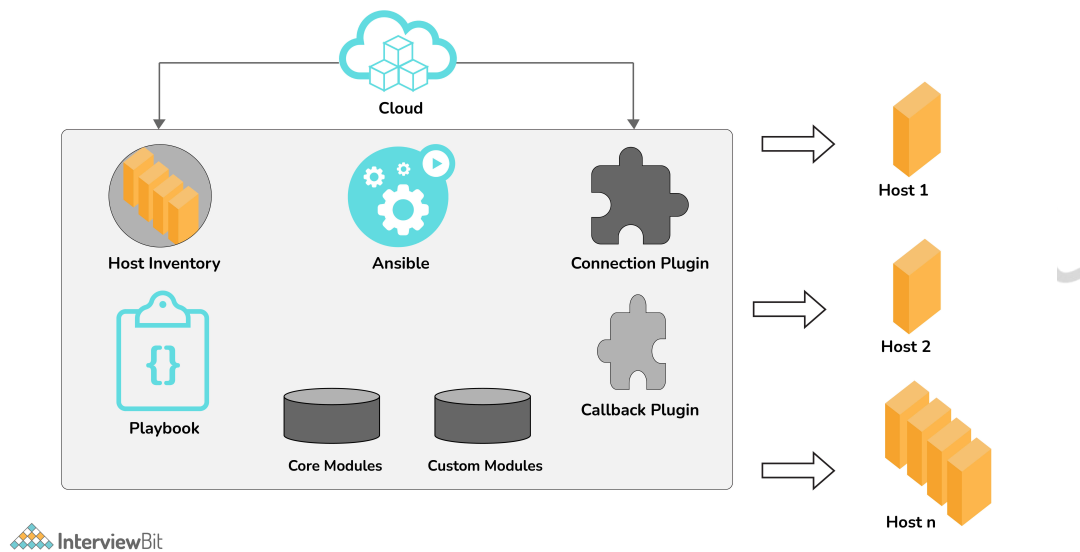 Cloud
Host Inventory
Ansible
Connection Plugin
Playbook
{}
Callback Plugin
Core Modules
Custom Modules
Host 1
Host 2
Host n
InterviewBit